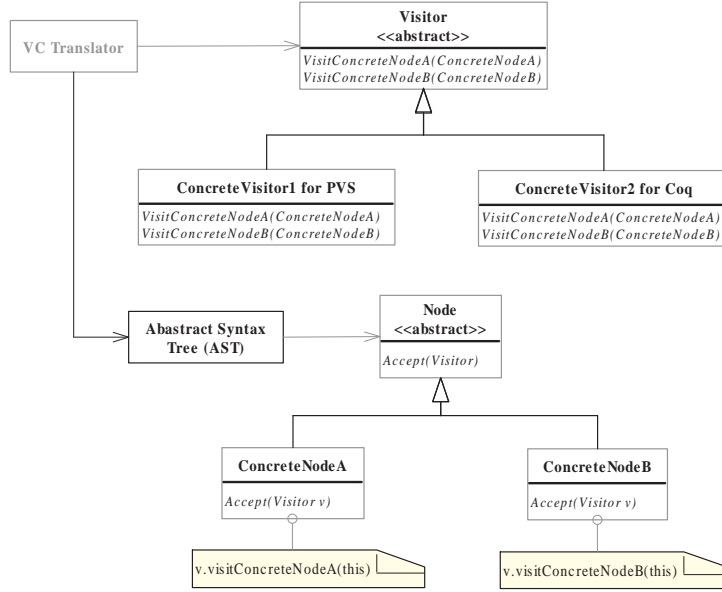 VC Translator
Visitor
<<abstract>>
VisitConcreteNodeA(ConcreteNodeA)
VisitConcreteNodeB(ConcreteNodeB)
ConcreteVisitor1 for PVS
VisitConcreteNodeA(ConcreteNodeA)
VisitConcreteNodeB(ConcreteNodeB)
ConcreteVisitor2 for Coq
VisitConcreteNodeA(ConcreteNodeA)
VisitConcreteNodeB(ConcreteNodeB)
Abastract Syntax
Tree (AST)
Node
<<abstract>>
Accept(Visitor)
ConcreteNodeA
Accept(Visitor v)
ConcreteNodeB
Accept(Visitor v)
v.visitConcreteNodeA(this)
v.visitConcreteNodeB(this)